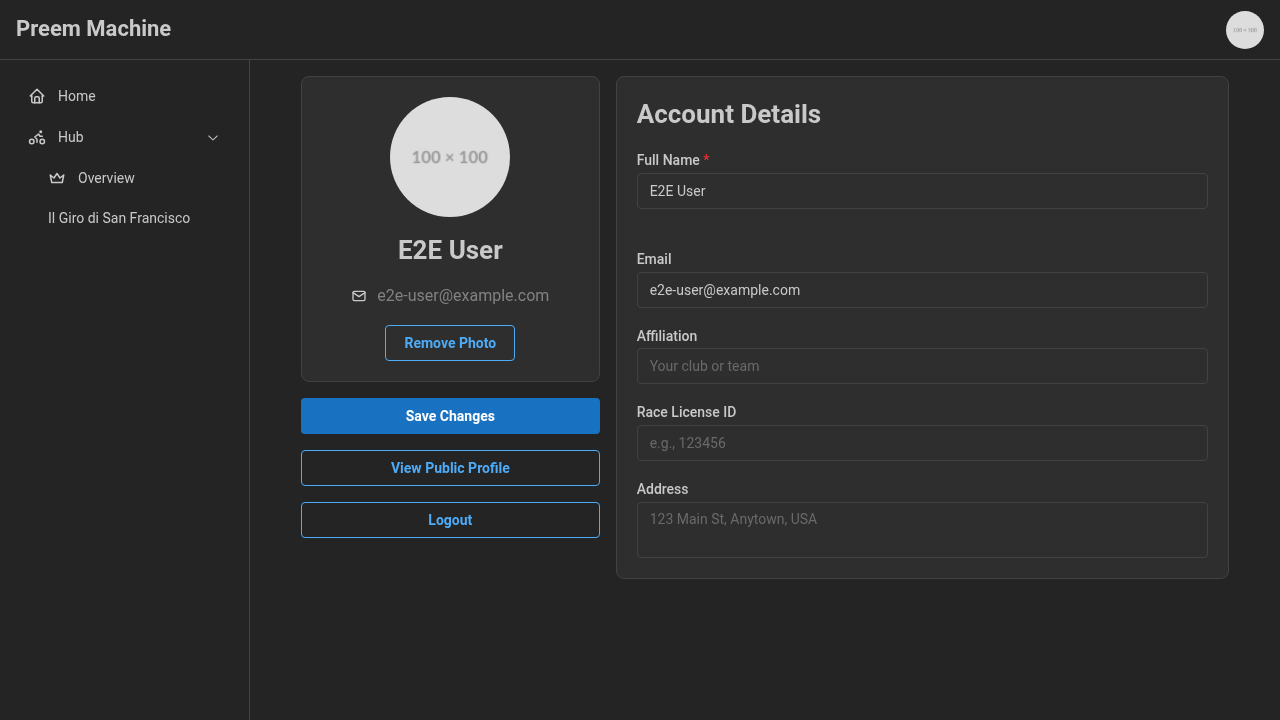 Preem Machine
100 × 100
Home
Hub
Overview
Il Giro di San Francisco
100 × 100
E2E User
e2e-user@example.com
Remove Photo
Save Changes
View Public Profile
Logout
Account Details
Full Name *
E2E User
Email
e2e-user@example.com
Affiliation
Your club or team
Race License ID
e.g., 123456
Address
123 Main St, Anytown, USA